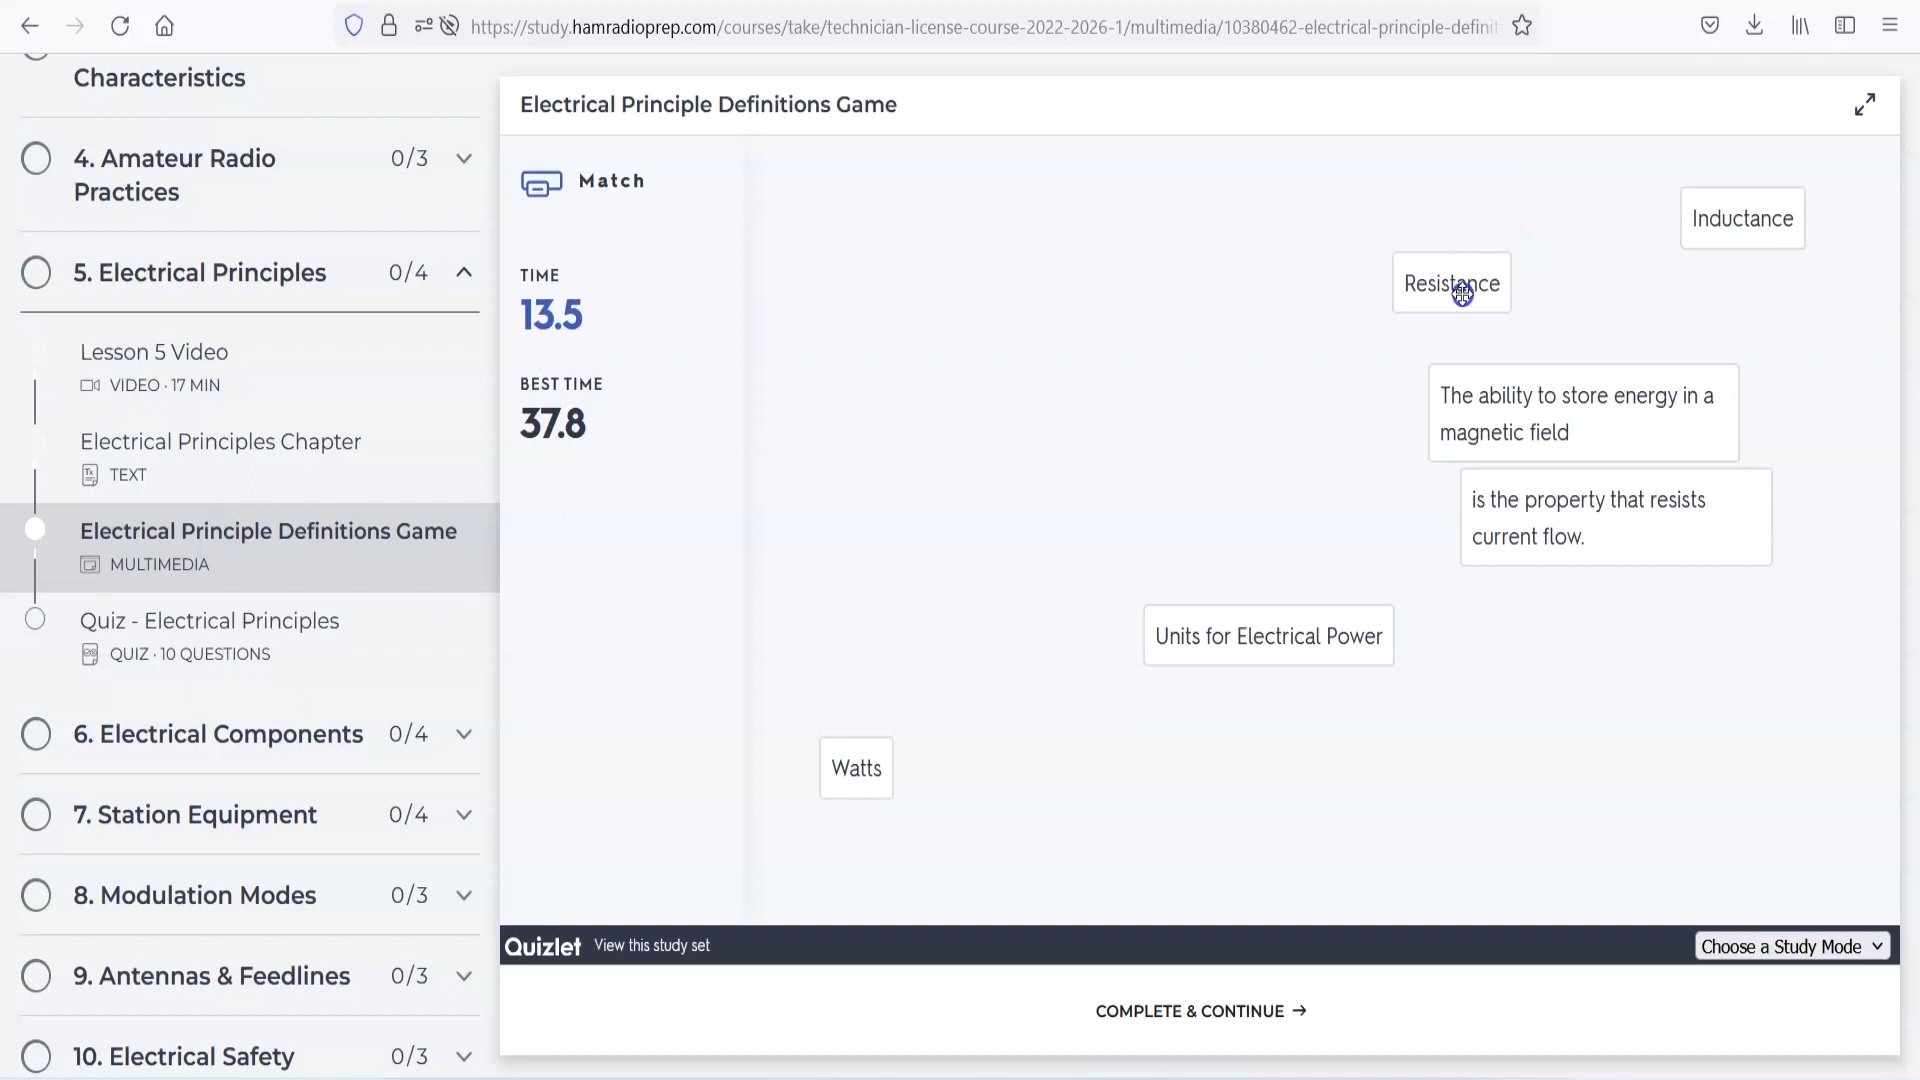 https://study.hamradioprep.com/courses/take/technician-license-course-2022-2026-1/multimedia/10380462-electrical-principle-definit
Characteristics
4. Amateur Radio
Practices
0/3
5. Electrical Principles
0/4
Lesson 5 Video
VIDEO · 17 MIN
Electrical Principles Chapter
TEXT
Electrical Principle Definitions Game
MULTIMEDIA
Quiz - Electrical Principles
QUIZ · 10 QUESTIONS
6. Electrical Components
0/4
7. Station Equipment
0/4
8. Modulation Modes
0/3
9. Antennas & Feedlines
0/3
10. Electrical Safety
0/3
Electrical Principle Definitions Game
Match
TIME
13.5
BEST TIME
37.8
Inductance
Resistance
The ability to store energy in a
magnetic field
is the property that resists
current flow.
Units for Electrical Power
Watts
Quizlet
View this study set
Choose a Study Mode
COMPLETE & CONTINUE →